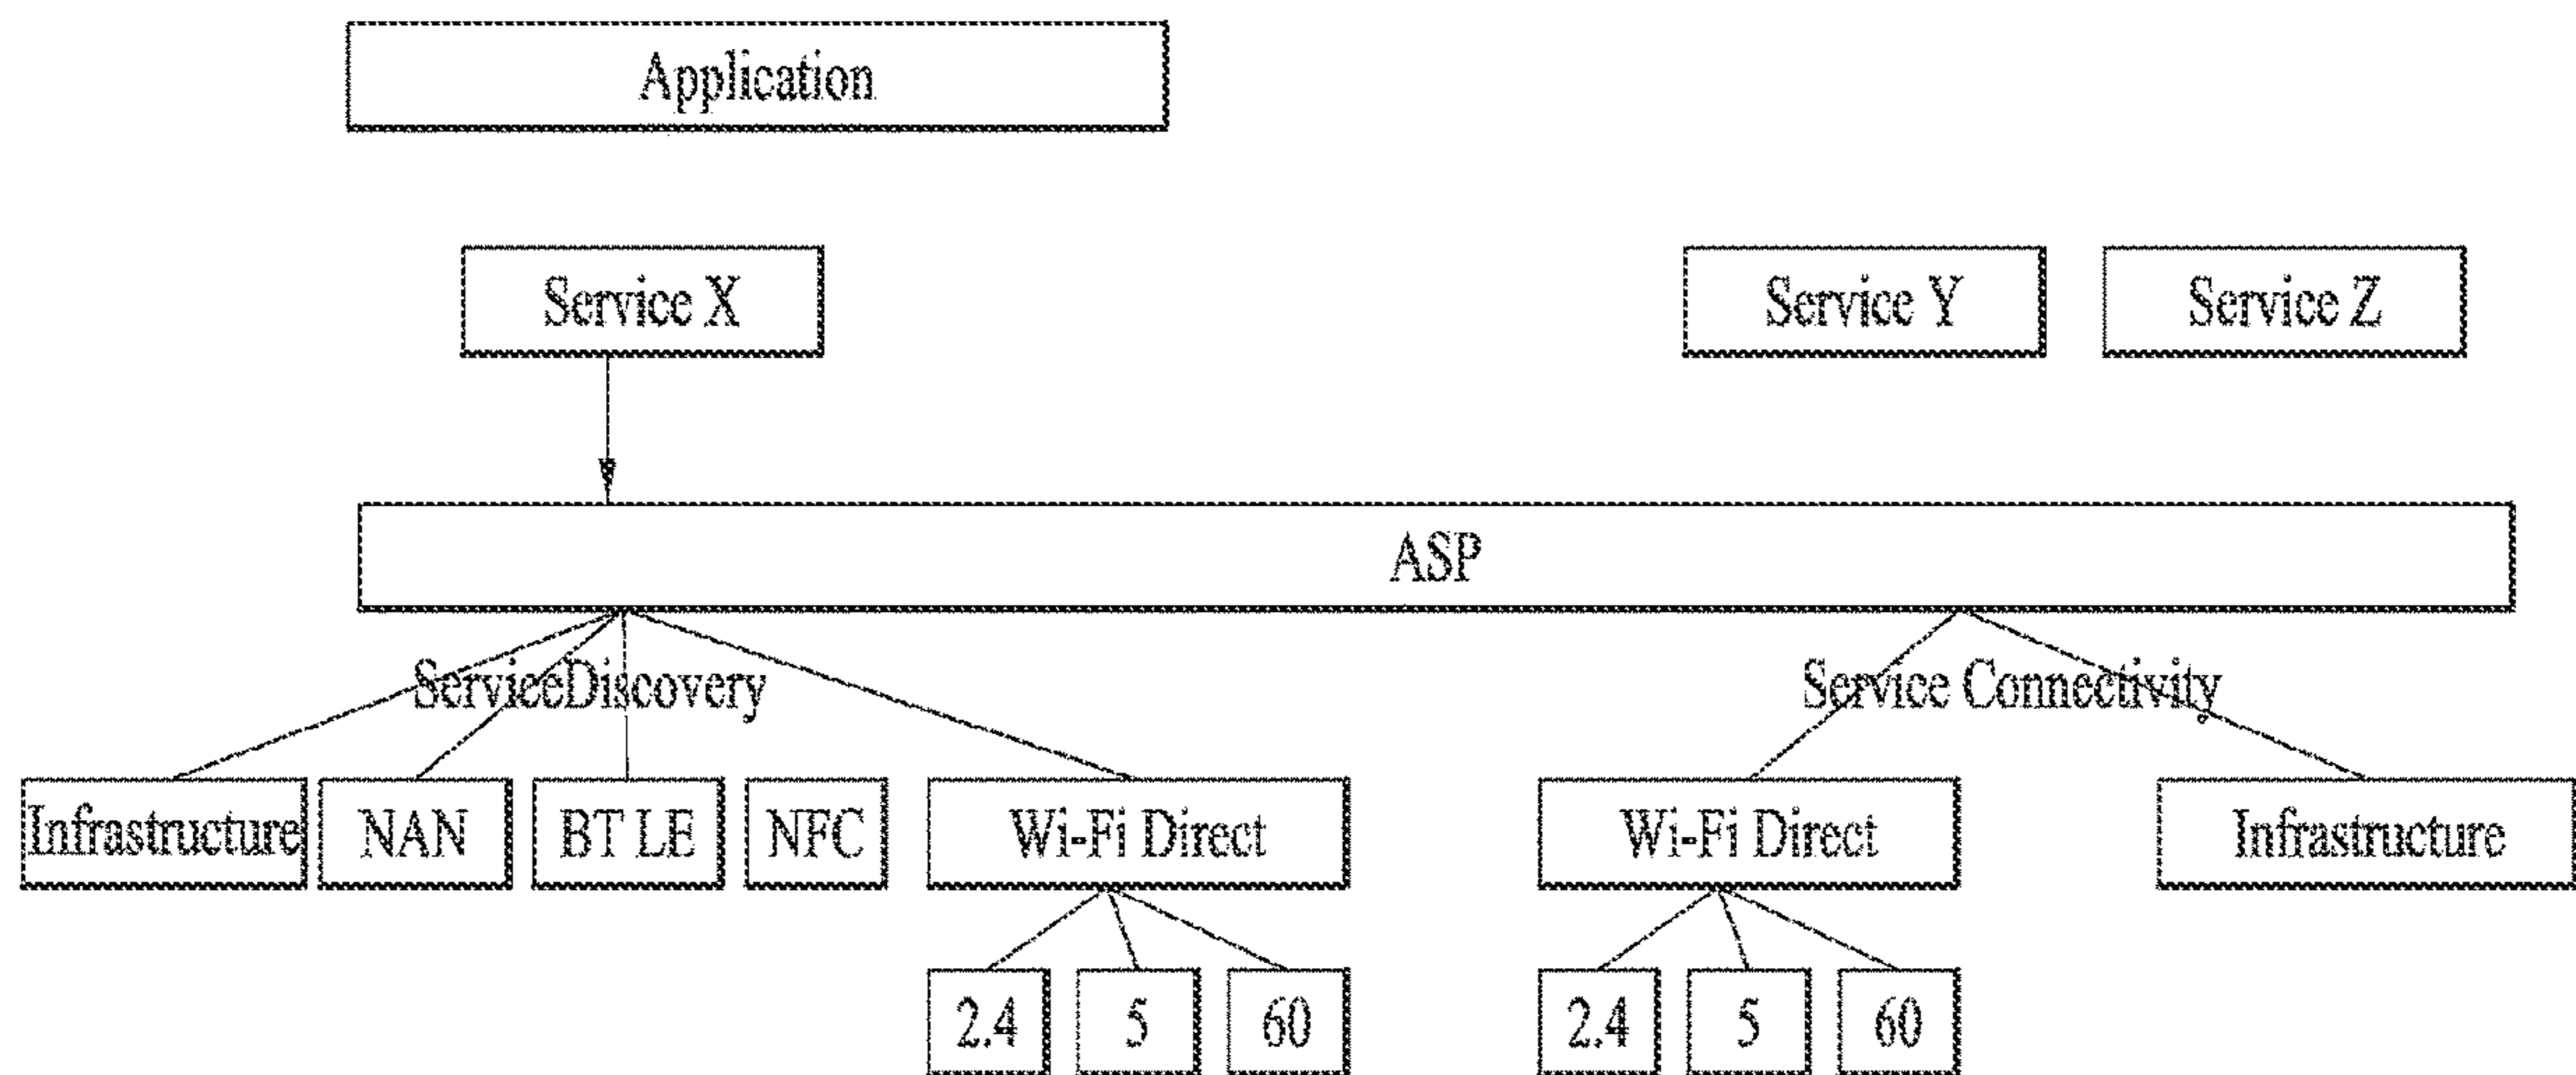 Application
Service X
Service Y
Service Z
ASP
ServiceDiscovery
Service Connectivity
Infrastructure
NAN
BT LE
NFC
Wi-Fi Direct
Wi-Fi Direct
Infrastructure
2.4
5
60
2.4
5
60